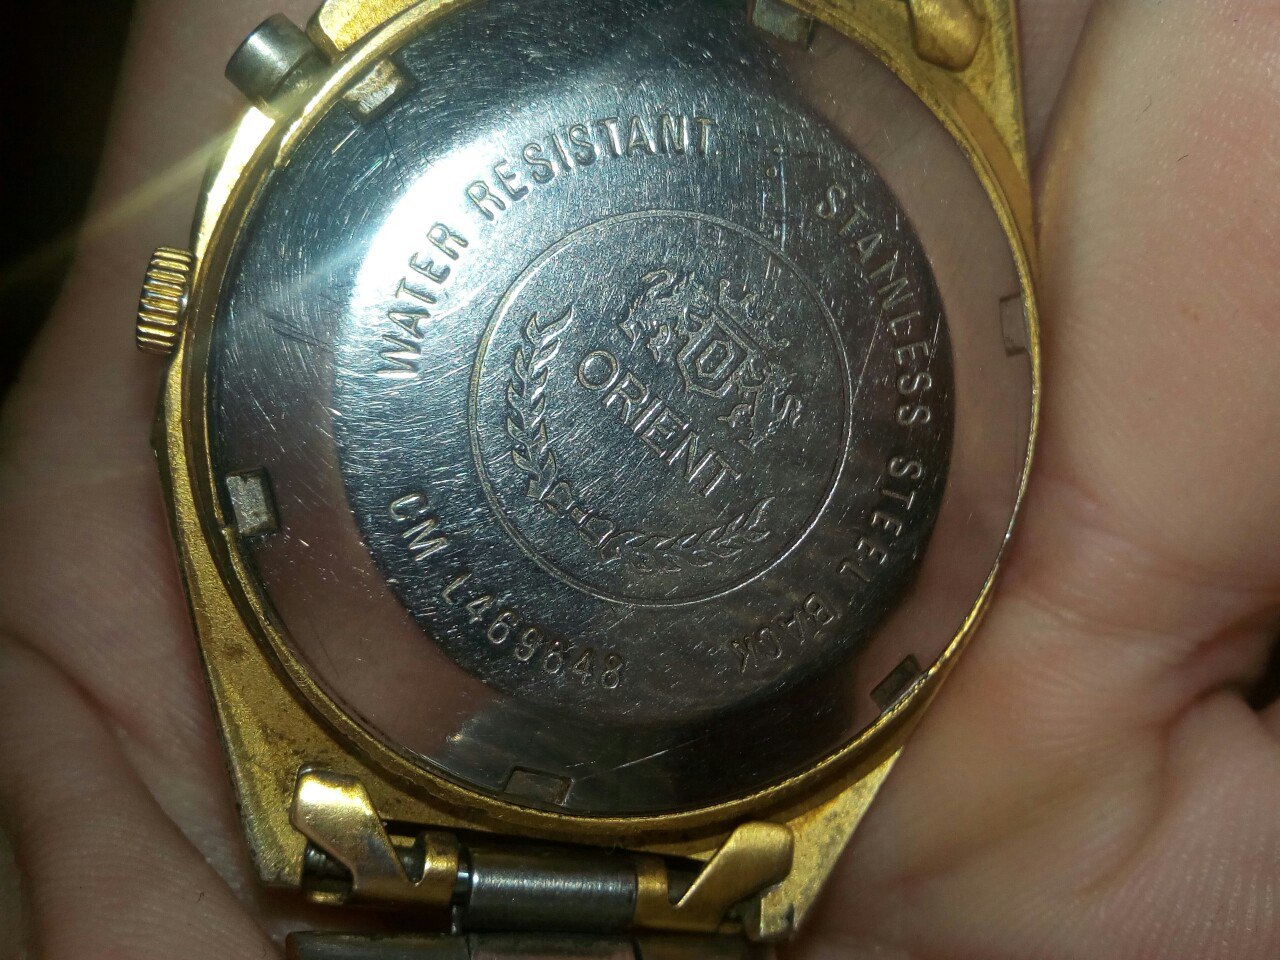 WATER RESISTANT
STAINLESS STEEL BACK
CM L469648
O
ORIENT